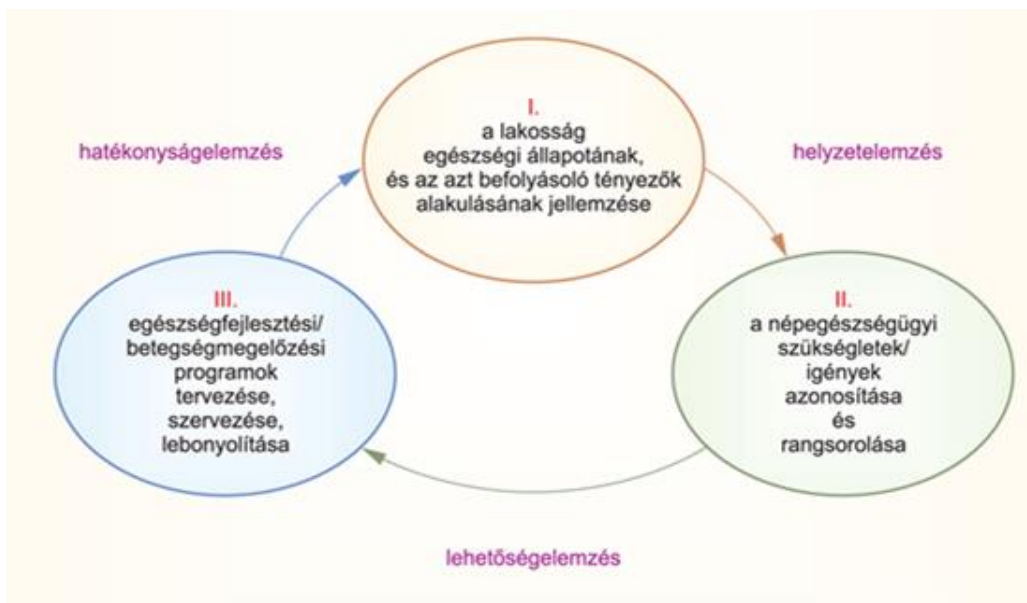 I.
a lakosság
egészségi állapotának,
és az azt befolyásoló tényezők
alakulásának jellemzése
hatékonyságelemzés
helyzetelemzés
III.
egészségfejlesztési/
betegségmegelőzési
programok
tervezése,
szervezése,
lebonyolítása
II.
a népegészségügyi
szükségletek/
igények
azonosítása
és
rangsorolása
lehetőségelemzés